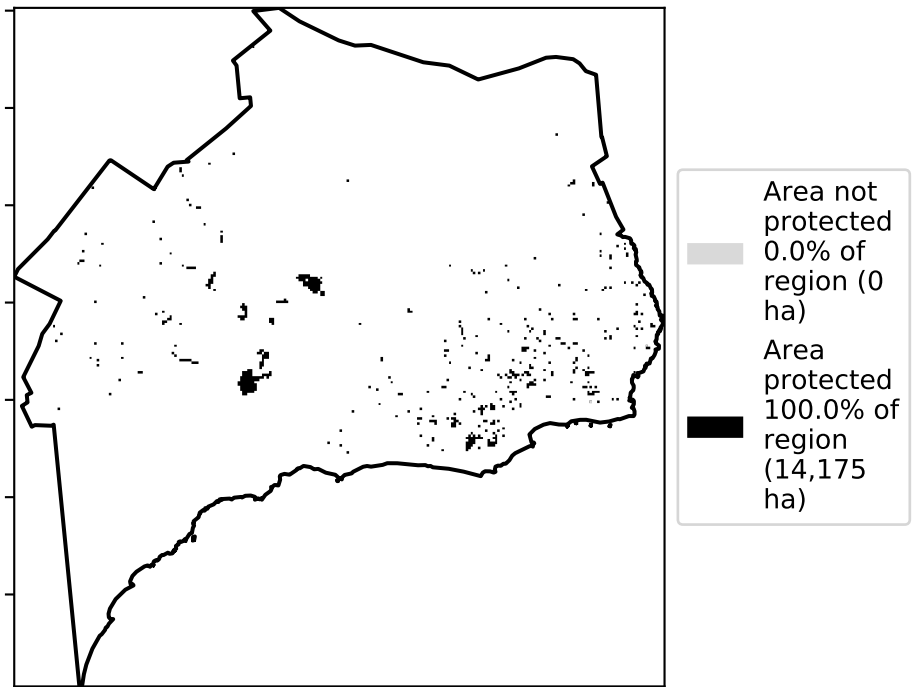 Area not
protected
0.0% of
region (0
ha)
Area
protected
100.0% of
region
(14,175
ha)